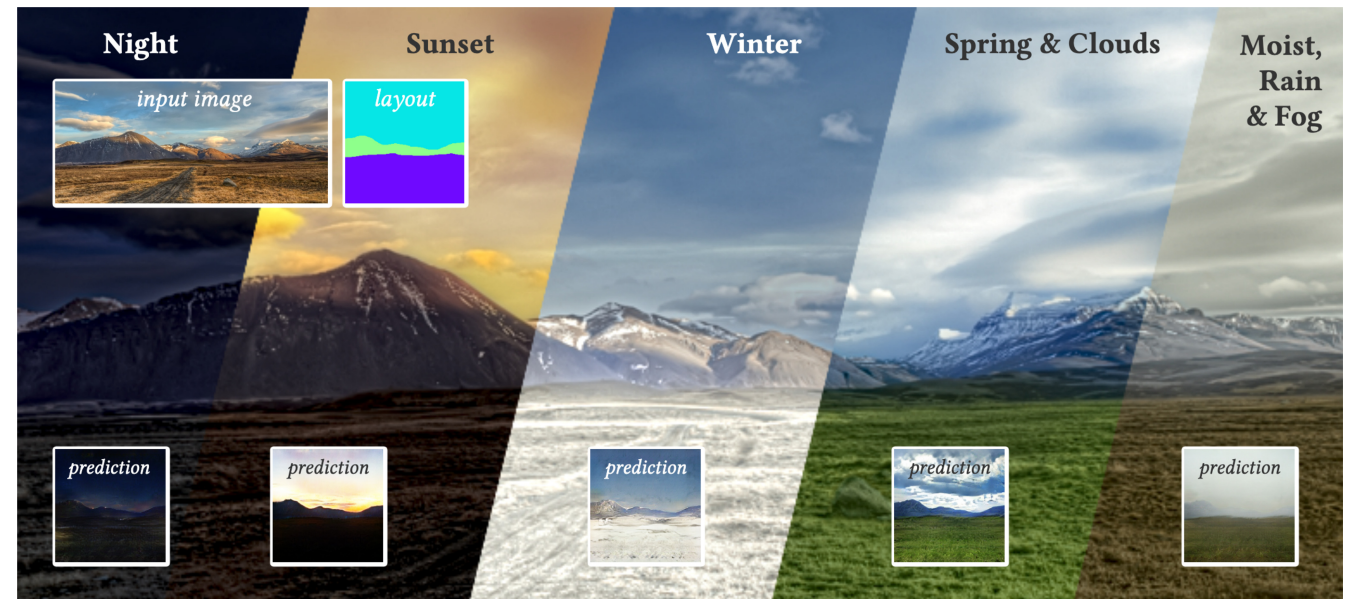 Night
Sunset
Winter
Spring & Clouds
Moist,
Rain
& Fog
input image
layout
prediction
prediction
prediction
prediction
prediction